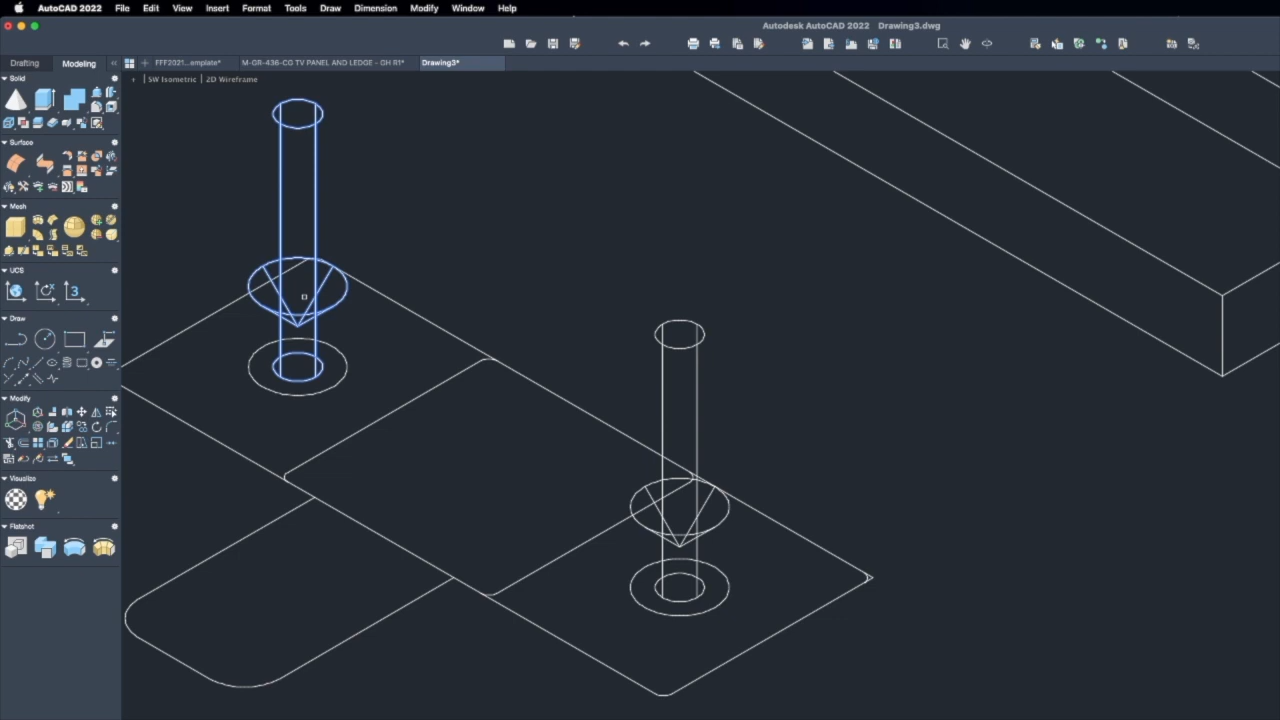 AutoCAD 2022 File Edit View Insert Format Tools Draw Dimension Modify Window Help
Autodesk AutoCAD 2022 Drawing3.dwg
Drafting Modeling
FFF2021...emplate* M-GR-436-CG TV PANEL AND LEDGE - GH R1* Drawing3*
SW Isometric 2D Wireframe
Solid
Surface
Mesh
UCS
3
Draw
Modify
Visualize
Flatshot